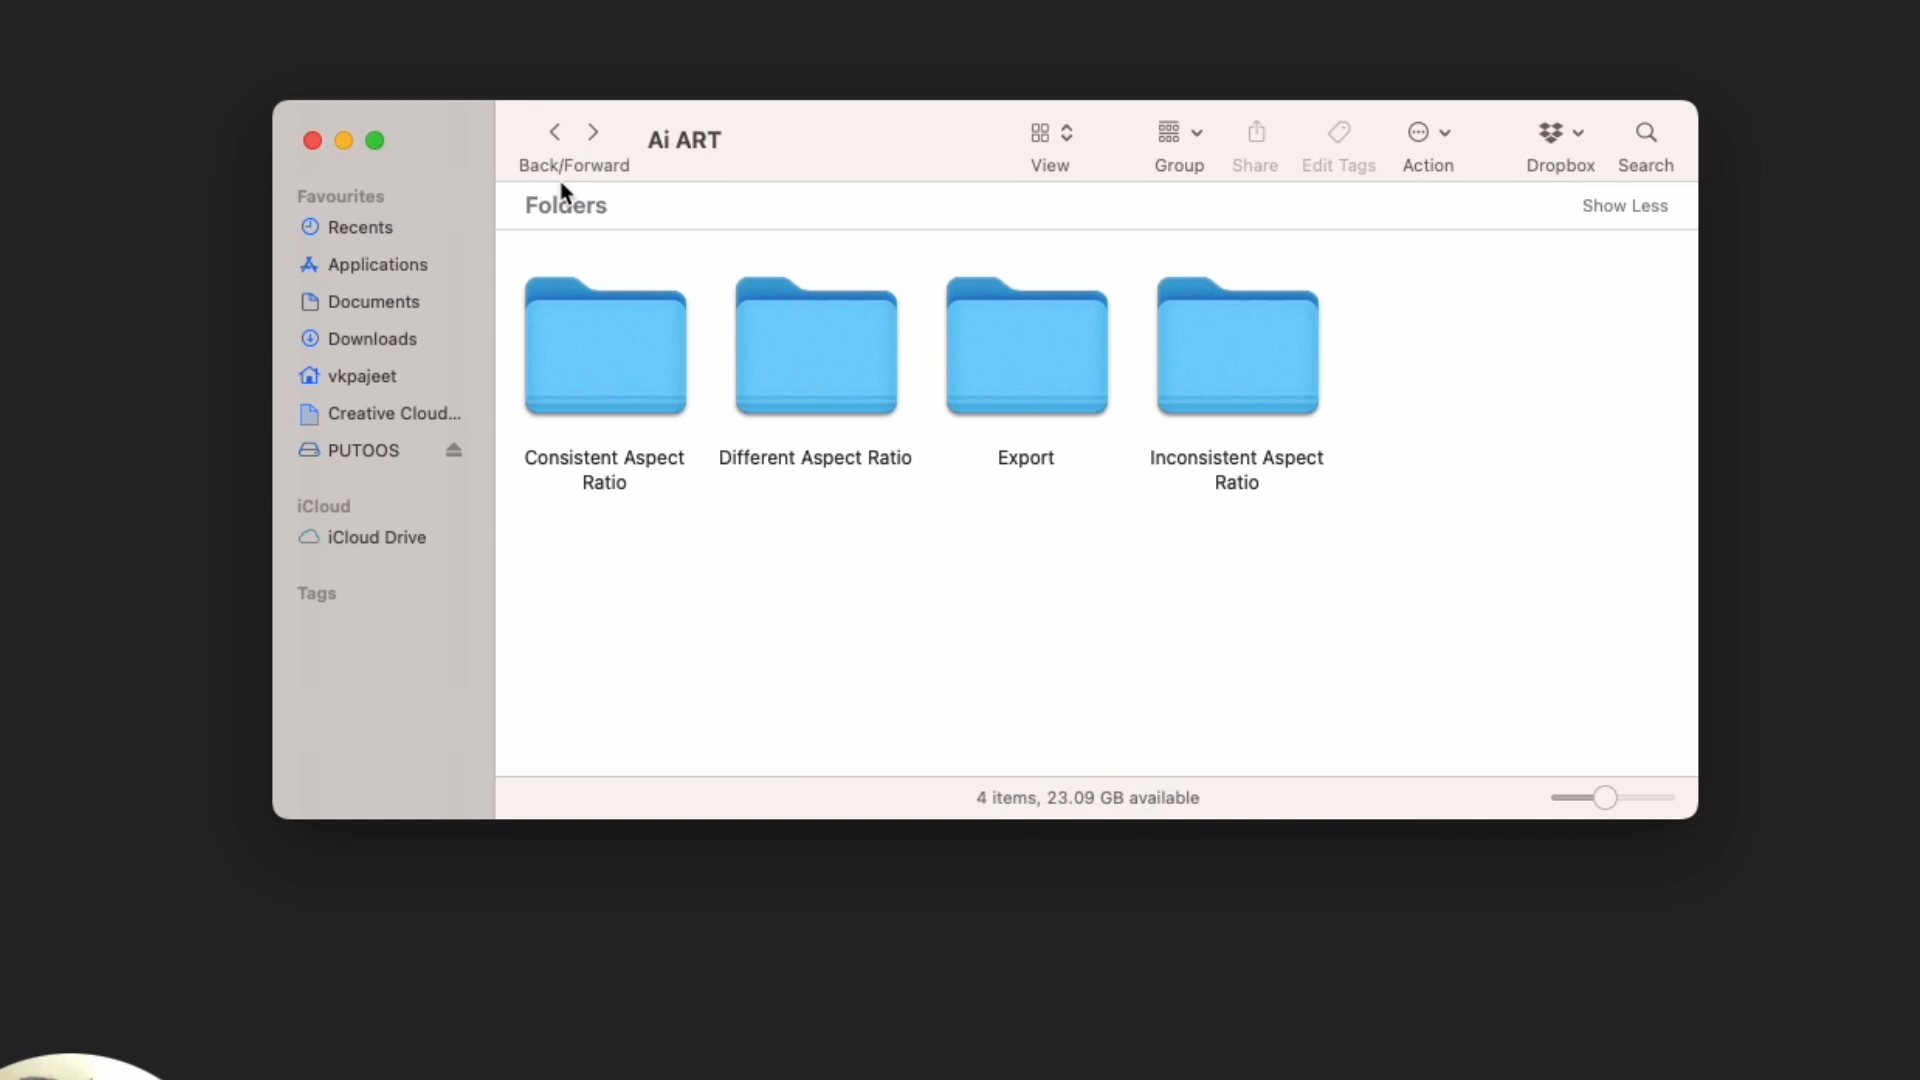 Ai ART
Back/Forward
View
Group
Share
Edit Tags
Action
Dropbox
Search
Favourites
Recents
Applications
Documents
Downloads
vkpajeet
Creative Cloud...
PUTOOS
iCloud
iCloud Drive
Tags
Folders
Show Less
Consistent Aspect
Ratio
Different Aspect Ratio
Export
Inconsistent Aspect
Ratio
4 items, 23.09 GB available